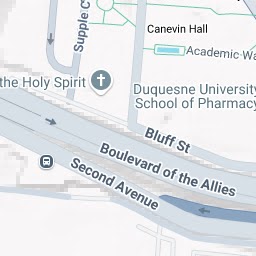 Canevin Hall
Supple C
Academic Wa
the Holy Spirit
Duquesne University
School of Pharmacy
Bluff St
Boulevard of the Allies
Second Avenue